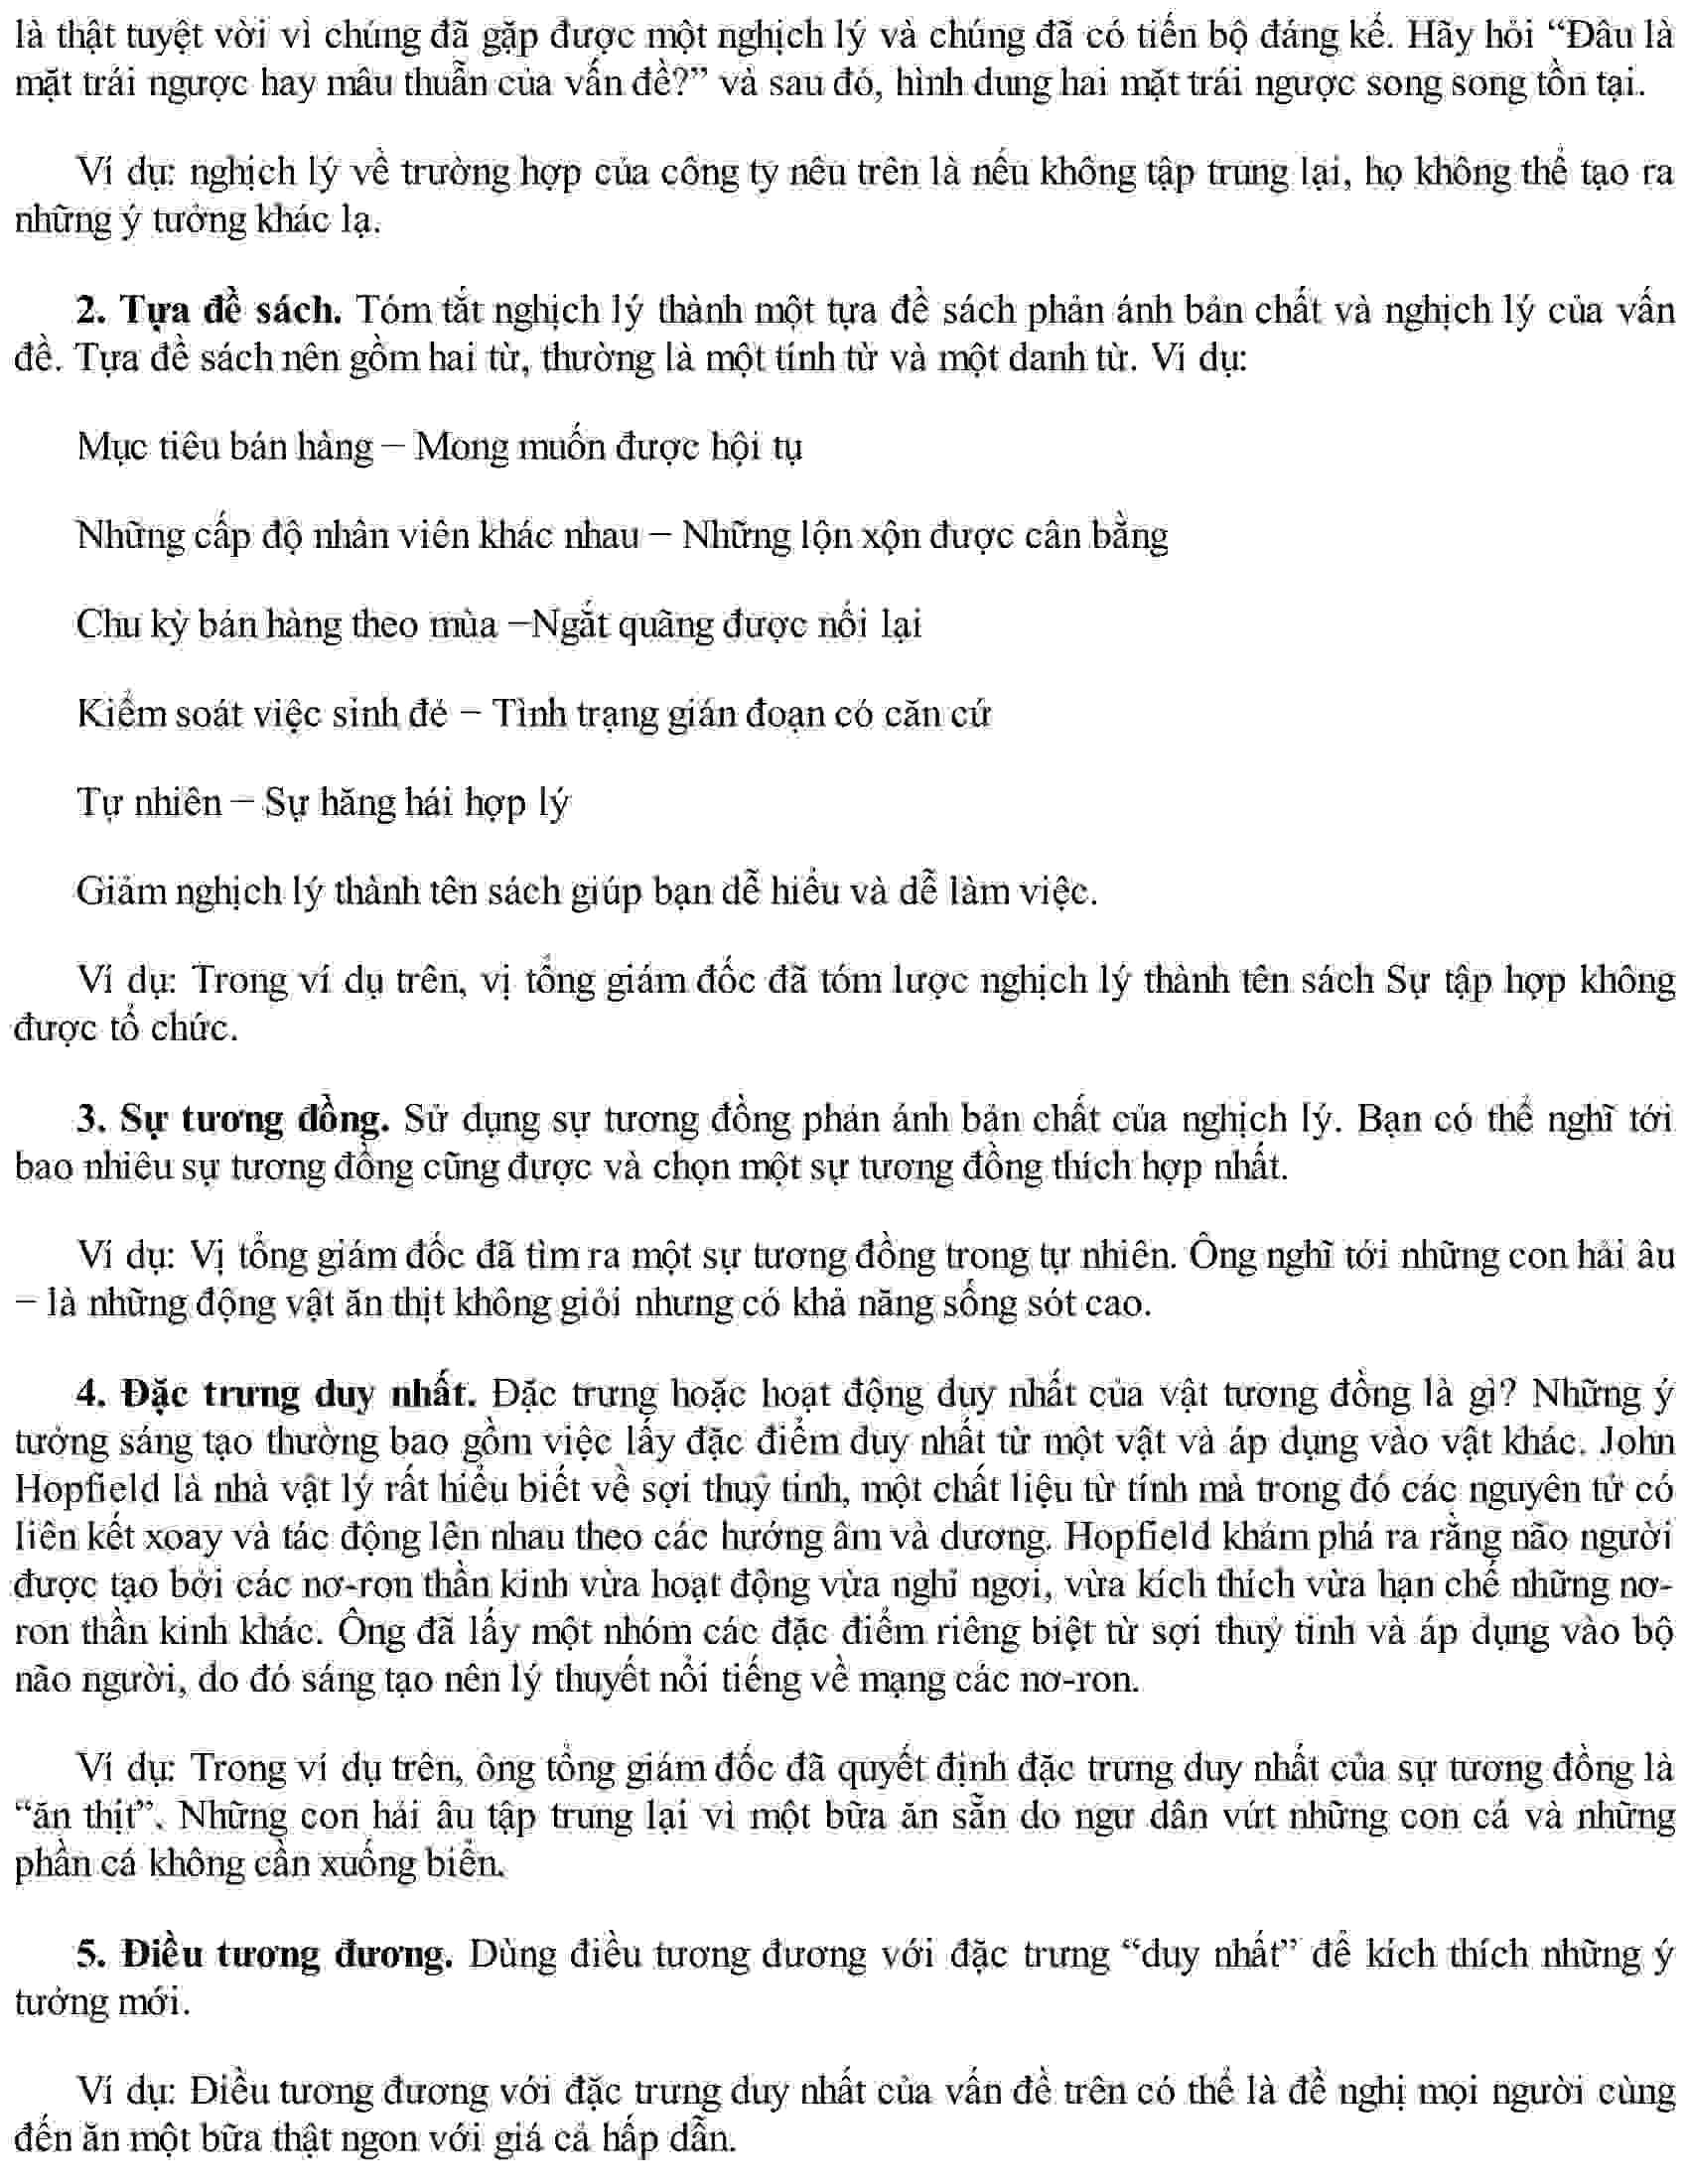 là thật tuyệt vời vì chúng đã gặp được một nghịch lý và chúng đã có tiến bộ đáng kể. Hãy hỏi “Đâu là
mặt trái ngược hay mâu thuẫn của vấn đề?” và sau đó, hình dung hai mặt trái ngược song song tồn tại.
Ví dụ: nghịch lý về trường hợp của công ty nêu trên là nếu không tập trung lại, họ không thể tạo ra
những ý tưởng khác lạ.
2. Tựa đề sách. Tóm tắt nghịch lý thành một tựa đề sách phản ánh bản chất và nghịch lý của vấn
đề. Tựa đề sách nên gồm hai từ, thường là một tính từ và một danh từ. Ví dụ:
Mục tiêu bán hàng – Mong muốn được hội tụ
Những cấp độ nhân viên khác nhau – Những lộn xộn được cân bằng
Chu kỳ bán hàng theo mùa –Ngắt quãng được nối lại
Kiểm soát việc sinh đẻ – Tình trạng gián đoạn có căn cứ
Tự nhiên – Sự hăng hái hợp lý
Giảm nghịch lý thành tên sách giúp bạn dễ hiểu và dễ làm việc.
Ví dụ: Trong ví dụ trên, vị tổng giám đốc đã tóm lược nghịch lý thành tên sách Sự tập hợp không
được tổ chức.
3. Sự tương đồng. Sử dụng sự tương đồng phản ánh bản chất của nghịch lý. Bạn có thể nghĩ tới
bao nhiêu sự tương đồng cũng được và chọn một sự tương đồng thích hợp nhất.
Ví dụ: Vị tổng giám đốc đã tìm ra một sự tương đồng trong tự nhiên. Ông nghĩ tới những con hải âu
– là những động vật ăn thịt không giỏi nhưng có khả năng sống sót cao.
4. Đặc trưng duy nhất. Đặc trưng hoặc hoạt động duy nhất của vật tương đồng là gì? Những ý
tưởng sáng tạo thường bao gồm việc lấy đặc điểm duy nhất từ một vật và áp dụng vào vật khác. John
Hopfield là nhà vật lý rất hiểu biết về sợi thuỷ tinh, một chất liệu từ tính mà trong đó các nguyên tử có
liên kết xoay và tác động lên nhau theo các hướng âm và dương. Hopfield khám phá ra rằng não người
được tạo bởi các nơ-ron thần kinh vừa hoạt động vừa nghỉ ngơi, vừa kích thích vừa hạn chế những nơ-
ron thần kinh khác. Ông đã lấy một nhóm các đặc điểm riêng biệt từ sợi thuỷ tinh và áp dụng vào bộ
não người, do đó sáng tạo nên lý thuyết nổi tiếng về mạng các nơ-ron.
Ví dụ: Trong ví dụ trên, ông tổng giám đốc đã quyết định đặc trưng duy nhất của sự tương đồng là
“ăn thịt”. Những con hải âu tập trung lại vì một bữa ăn sẵn do ngư dân vứt những con cá và những
phần cá không cần xuống biển.
5. Điều tương đương. Dùng điều tương đương với đặc trưng “duy nhất” để kích thích những ý
tưởng mới.
Ví dụ: Điều tương đương với đặc trưng duy nhất của vấn đề trên có thể là đề nghị mọi người cùng
đến ăn một bữa thật ngon với giá cả hấp dẫn.